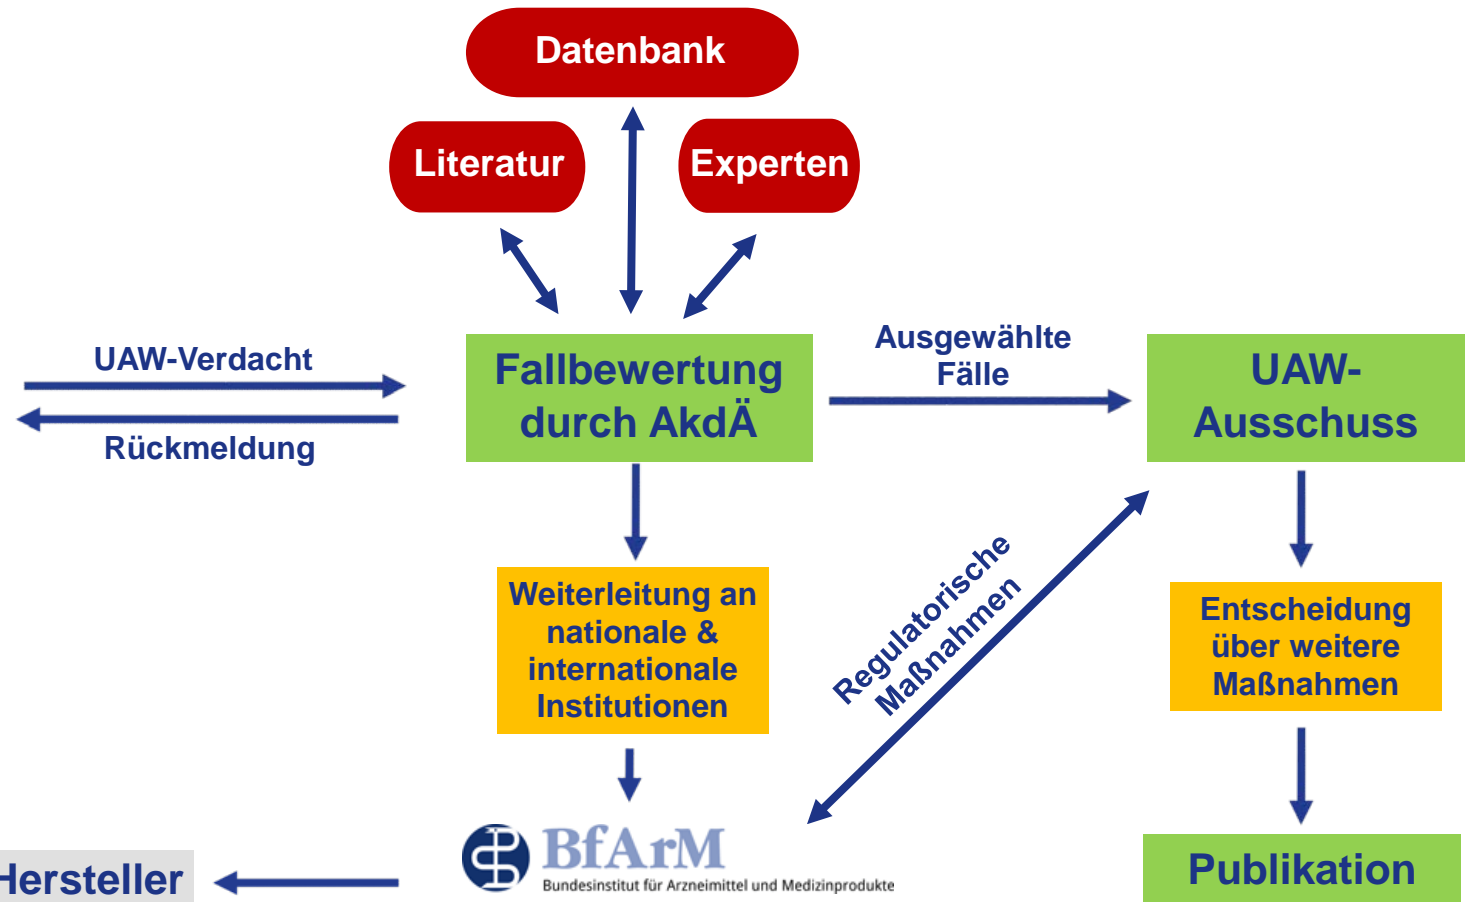 Datenbank
Literatur
Experten
UAW-Verdacht
Rückmeldung
Fallbewertung
durch AkdÄ
Ausgewählte
Fälle
UAW-
Ausschuss
Weiterleitung an
nationale &
internationale
Institutionen
Regulatorische
Maßnahmen
Entscheidung
über weitere
Maßnahmen
Hersteller
BfArM
Bundesinstitut für Arzneimittel und Medizinprodukte
Publikation